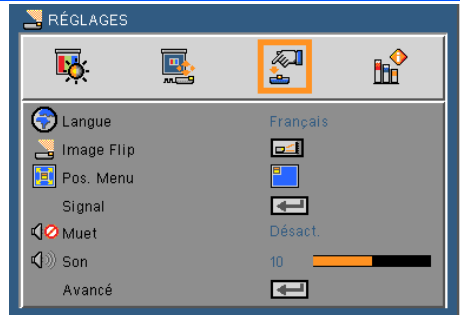 RÉGLAGES
Langue Français
Image Flip
Pos. Menu
Signal
Muet Désact.
Son 10
Avancé